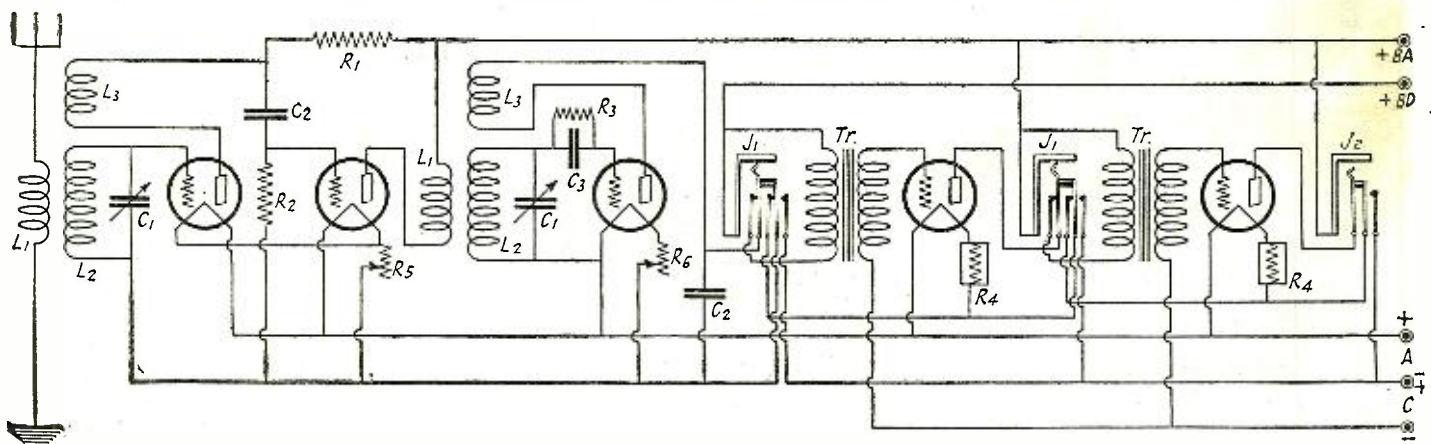 R1
+BA
L3
L3
+BD
C2
R3
Tr.
Tr.
J1
J1
J2
L1
C3
R2
C1
C1
L1
L2
L2
R5
R6
R4
R4
C2
+
A
-
+
C
-